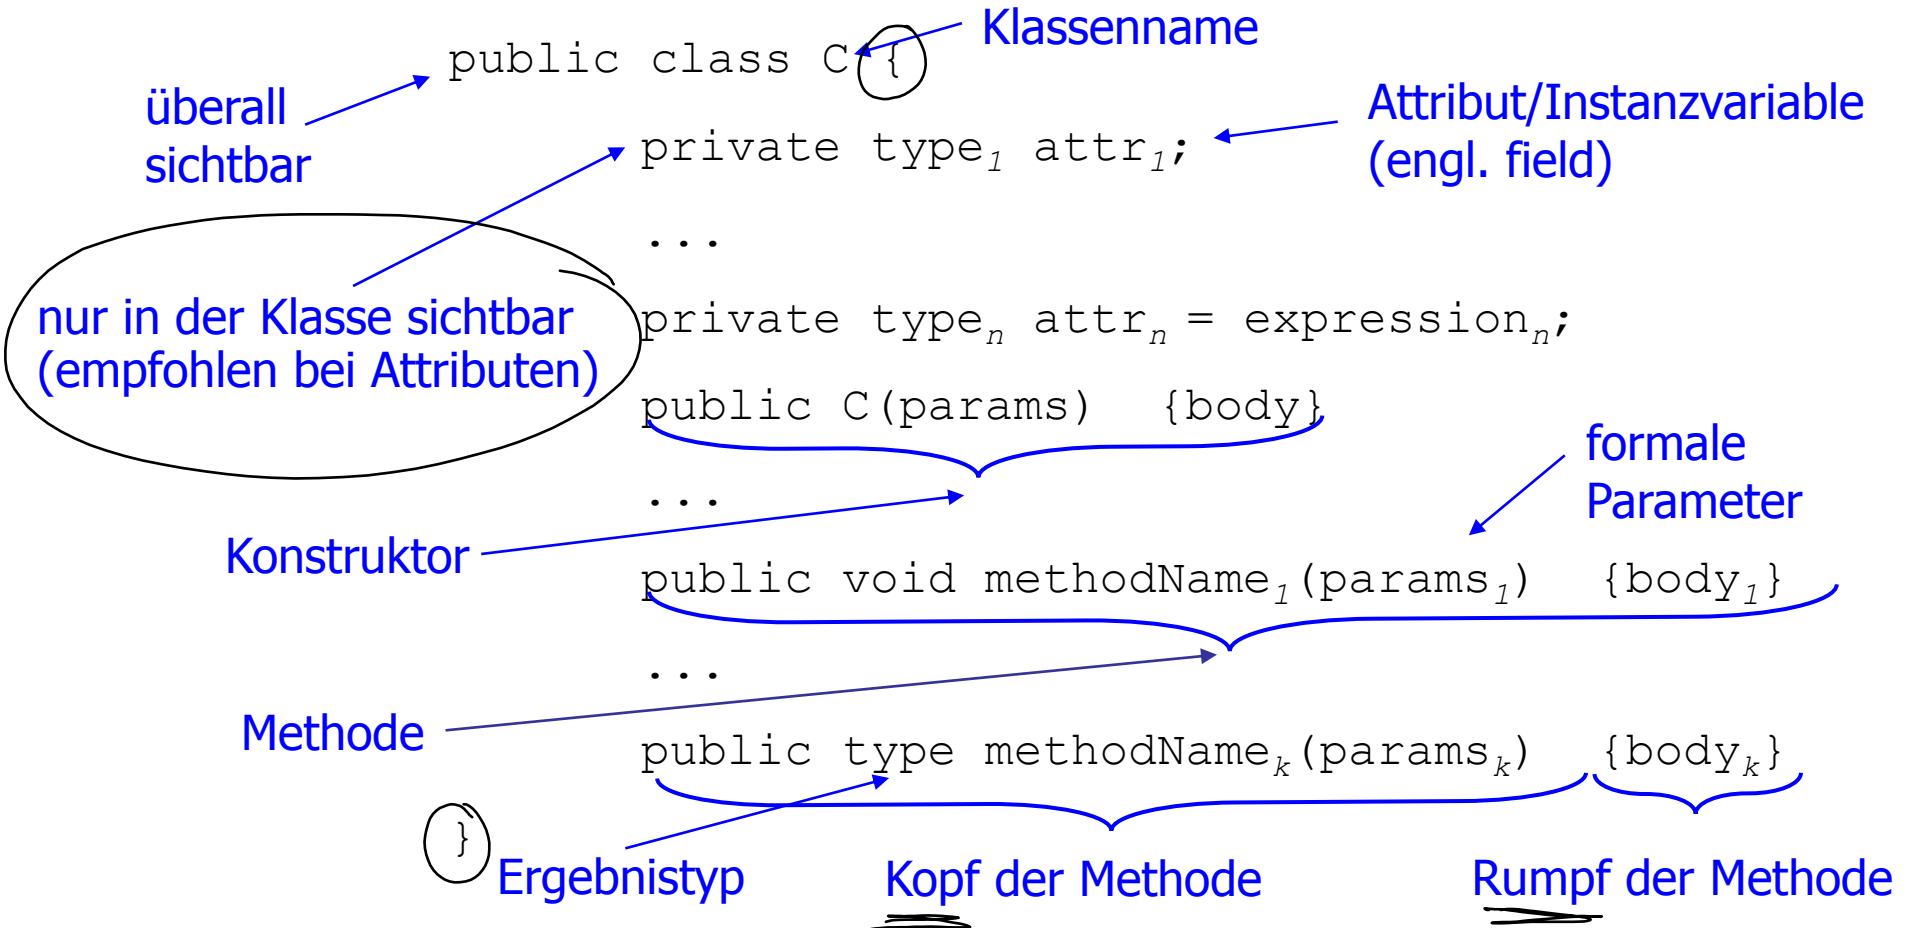 Klassenname
public class C {
überall
sichtbar
Attribut/Instanzvariable
(engl. field)
private type₁ attr₁;
...
nur in der Klasse sichtbar
(empfohlen bei Attributen)
private typeₙ attrₙ = expressionₙ;
public C(params) {body}
formale
Parameter
...
Konstruktor
public void methodName₁(params₁) {body₁}
...
Methode
public type methodNameₖ(paramsₖ) {bodyₖ}
}
Ergebnistyp
Kopf der Methode
Rumpf der Methode